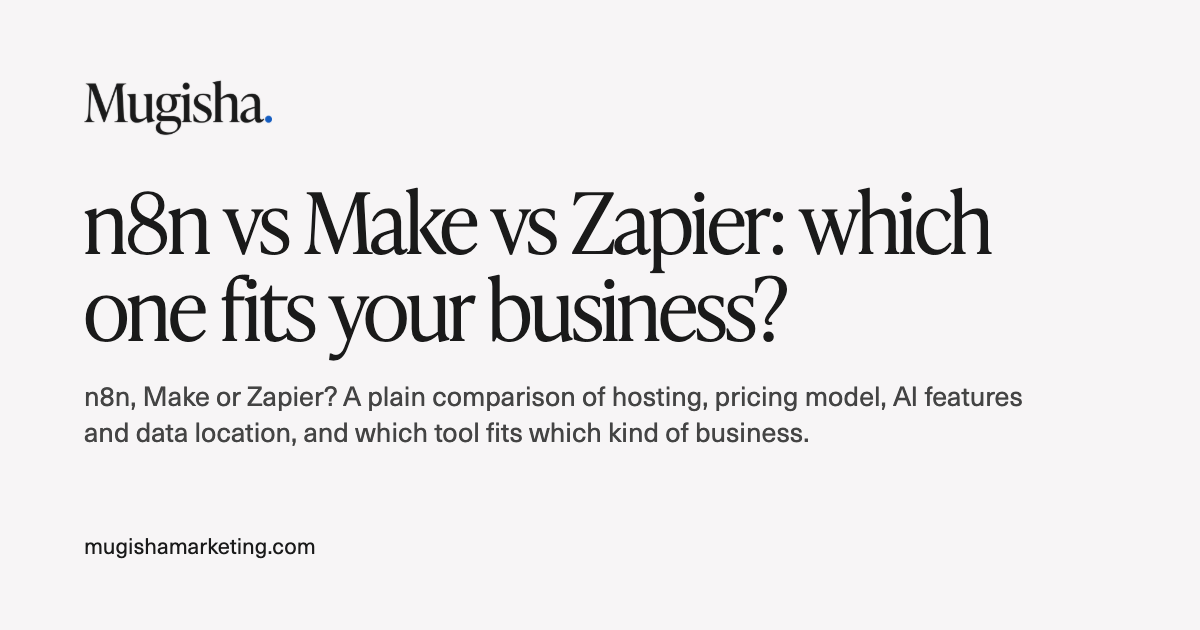 Mugisha.
n8n vs Make vs Zapier: which
one fits your business?
n8n, Make or Zapier? A plain comparison of hosting, pricing model, AI features
and data location, and which tool fits which kind of business.
mugishamarketing.com